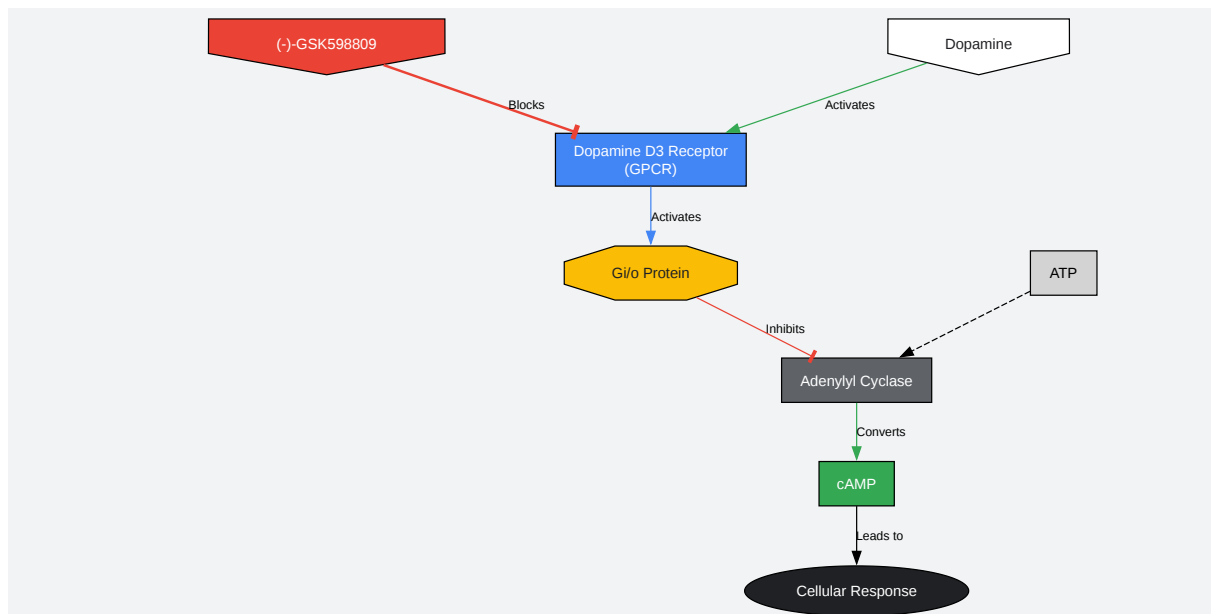 (-)-GSK598809
Dopamine
Blocks
Activates
Dopamine D3 Receptor
(GPCR)
Activates
Gi/o Protein
ATP
Inhibits
Adenylyl Cyclase
Converts
cAMP
Leads to
Cellular Response